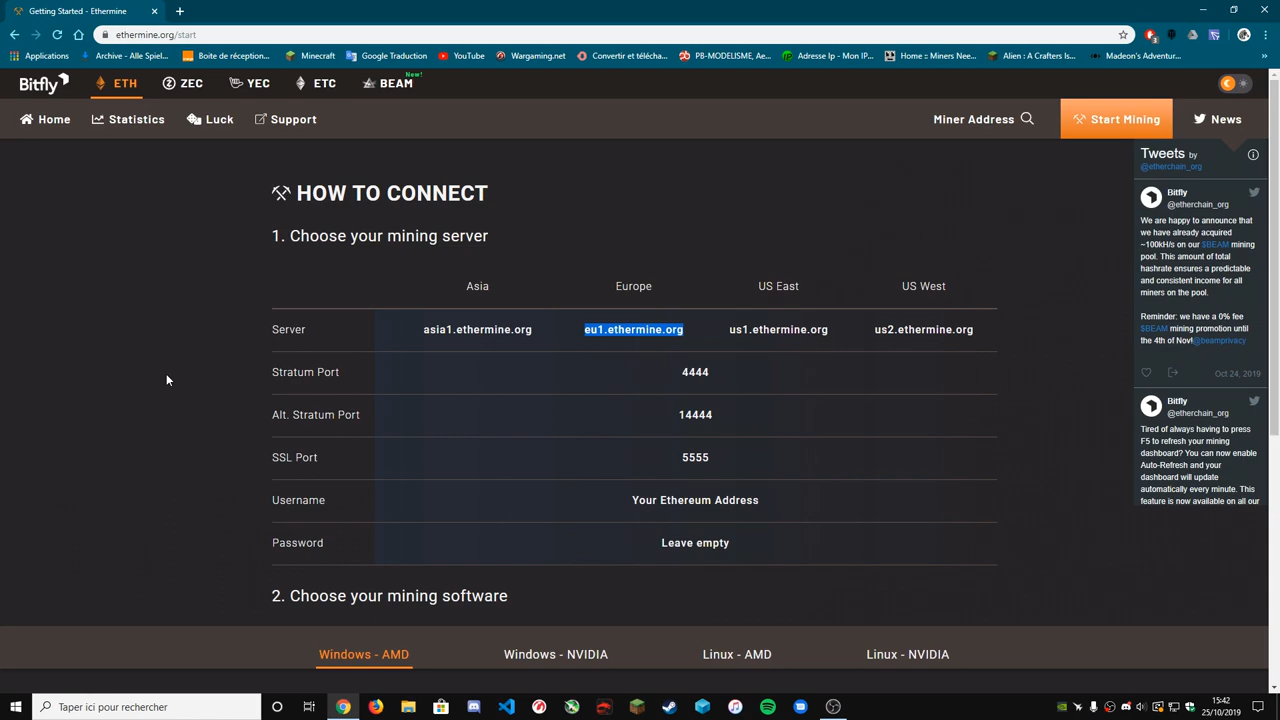 Getting Started - Ethermine
ethermine.org/start
Applications
Archive - Alle Spiel...
Boite de réception...
Minecraft
Google Traduction
YouTube
Wargaming.net
Convertir et télécha...
PB-MODELISME, Ae...
Adresse Ip - Mon IP...
Home :: Miners Nee...
Alien : A Crafters Is...
Madeon's Adventur...
Bitfly
ETH
ZEC
YEC
ETC
BEAM
New!
Home
Statistics
Luck
Support
Miner Address
Start Mining
News
HOW TO CONNECT
1. Choose your mining server
Asia Europe US East US West
Server asia1.ethermine.org eu1.ethermine.org us1.ethermine.org us2.ethermine.org
Stratum Port 4444
Alt. Stratum Port 14444
SSL Port 5555
Username Your Ethereum Address
Password Leave empty
2. Choose your mining software
Windows - AMD Windows - NVIDIA Linux - AMD Linux - NVIDIA
Tweets by
@etherchain_org
Bitfly
@etherchain_org
We are happy to announce that
we have already acquired
~100kH/s on our $BEAM mining
pool. This amount of total
hashrate ensures a predictable
and consistent income for all
miners on the pool.
Reminder: we have a 0% fee
$BEAM mining promotion until
the 4th of Nov!@beamprivacy
Oct 24, 2019
Bitfly
@etherchain_org
Tired of always having to press
F5 to refresh your mining
dashboard? You can now enable
Auto-Refresh and your
dashboard will update
automatically every minute. This
feature is now available on all our
Taper ici pour rechercher
15:42
25/10/2019